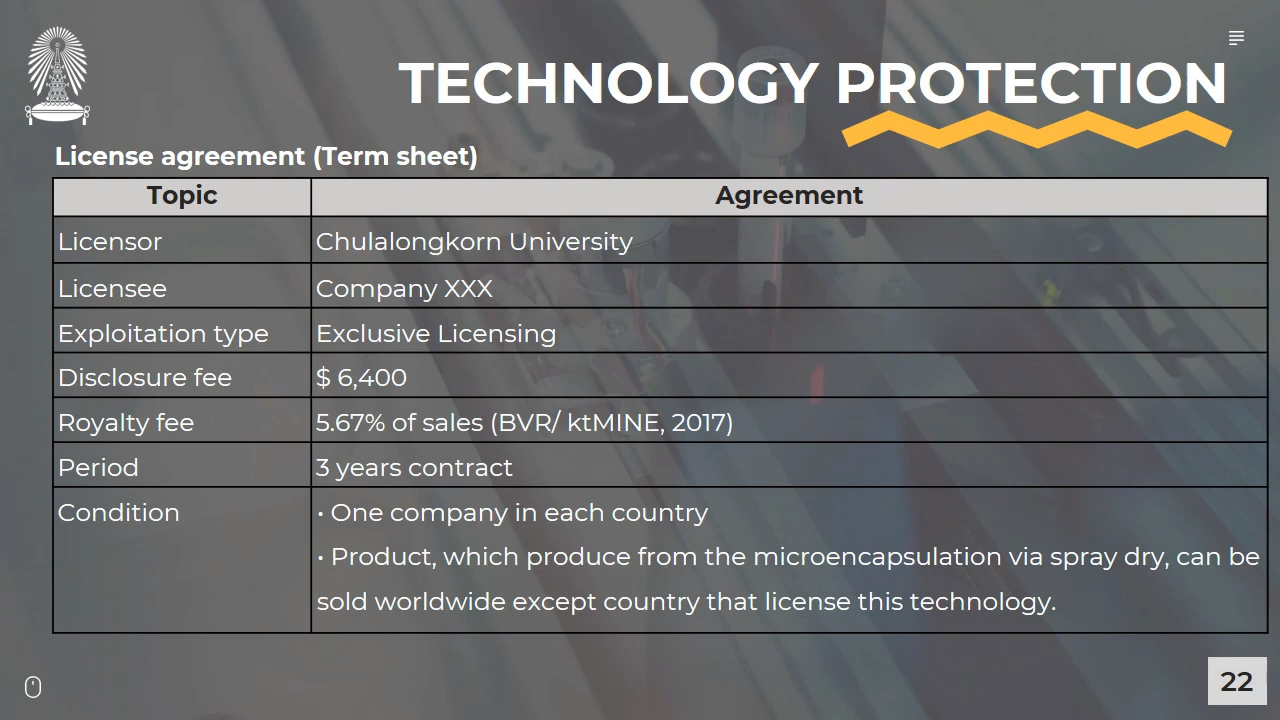 TECHNOLOGY PROTECTION
License agreement (Term sheet)
Topic Agreement
Licensor Chulalongkorn University
Licensee Company XXX
Exploitation type Exclusive Licensing
Disclosure fee $ 6,400
Royalty fee 5.67% of sales (BVR/ ktMINE, 2017)
Period 3 years contract
Condition • One company in each country
• Product, which produce from the microencapsulation via spray dry, can be
sold worldwide except country that license this technology.
22